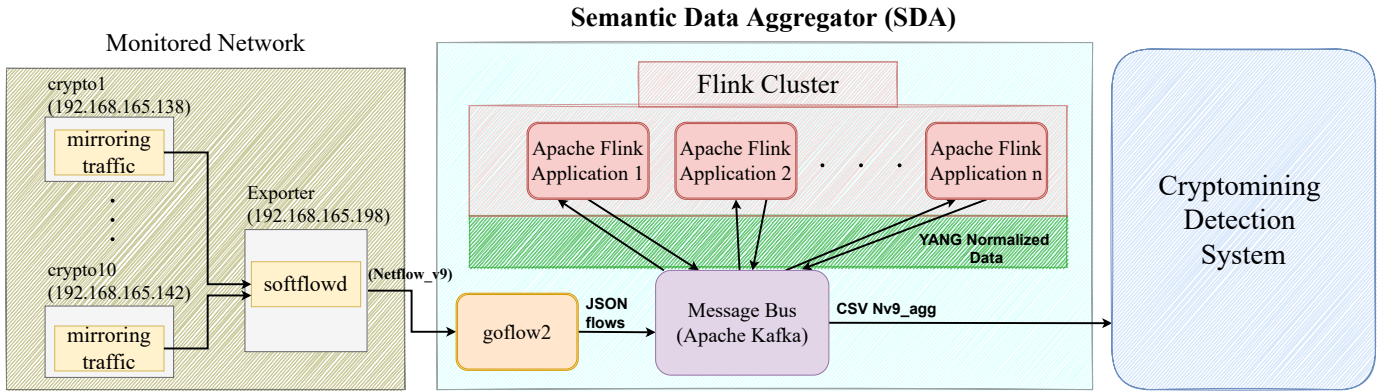 Semantic Data Aggregator (SDA)
Monitored Network
crypto1
(192.168.165.138)
mirroring
traffic
Exporter
(192.168.165.198)
softflowd
crypto10
(192.168.165.142)
mirroring
traffic
(Netflow_v9)
Flink Cluster
Apache Flink
Application 1
Apache Flink
Application 2
. . .
Apache Flink
Application n
YANG Normalized
Data
goflow2
JSON
flows
Message Bus
(Apache Kafka)
CSV Nv9_agg
Cryptomining
Detection
System